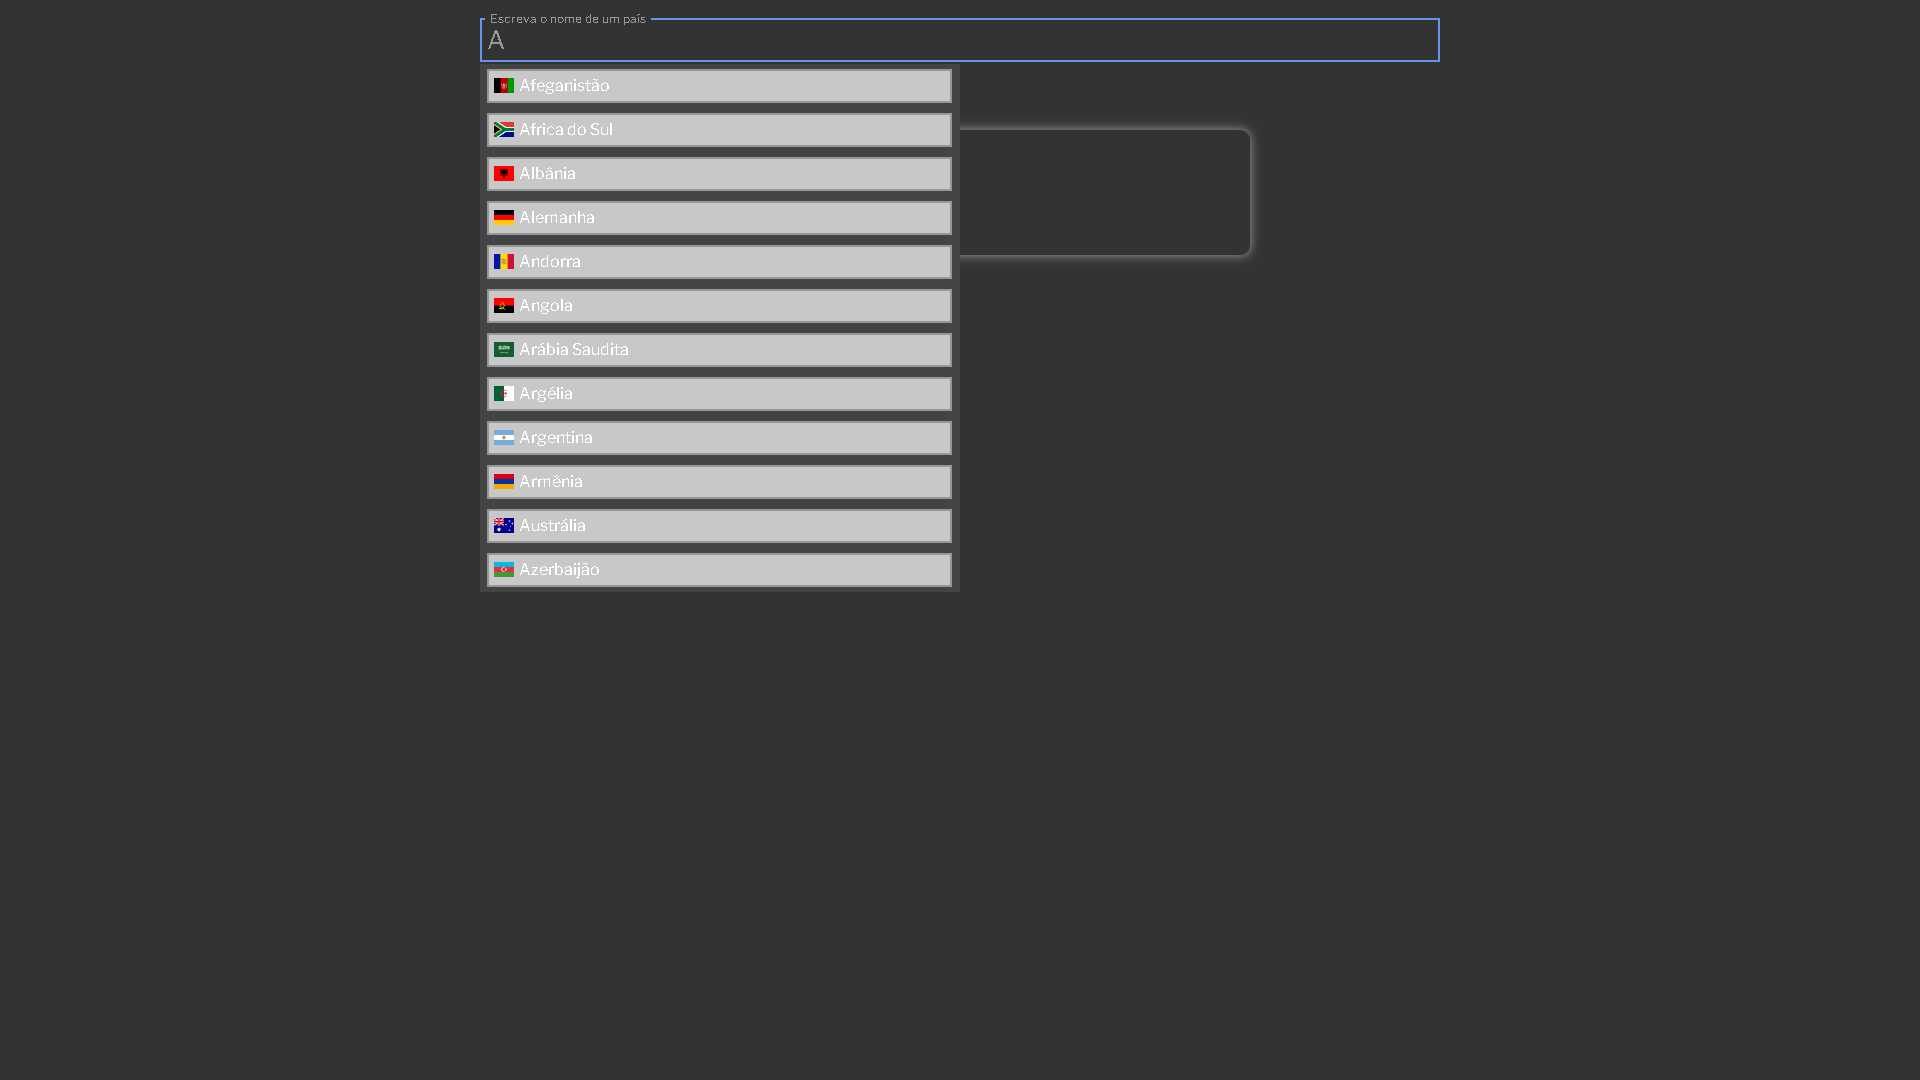 Escreva o nome de um país
A
Afeganistão
Africa do Sul
Albânia
Alemanha
Andorra
Angola
Arábia Saudita
Argélia
Argentina
Armênia
Austrália
Azerbaijão